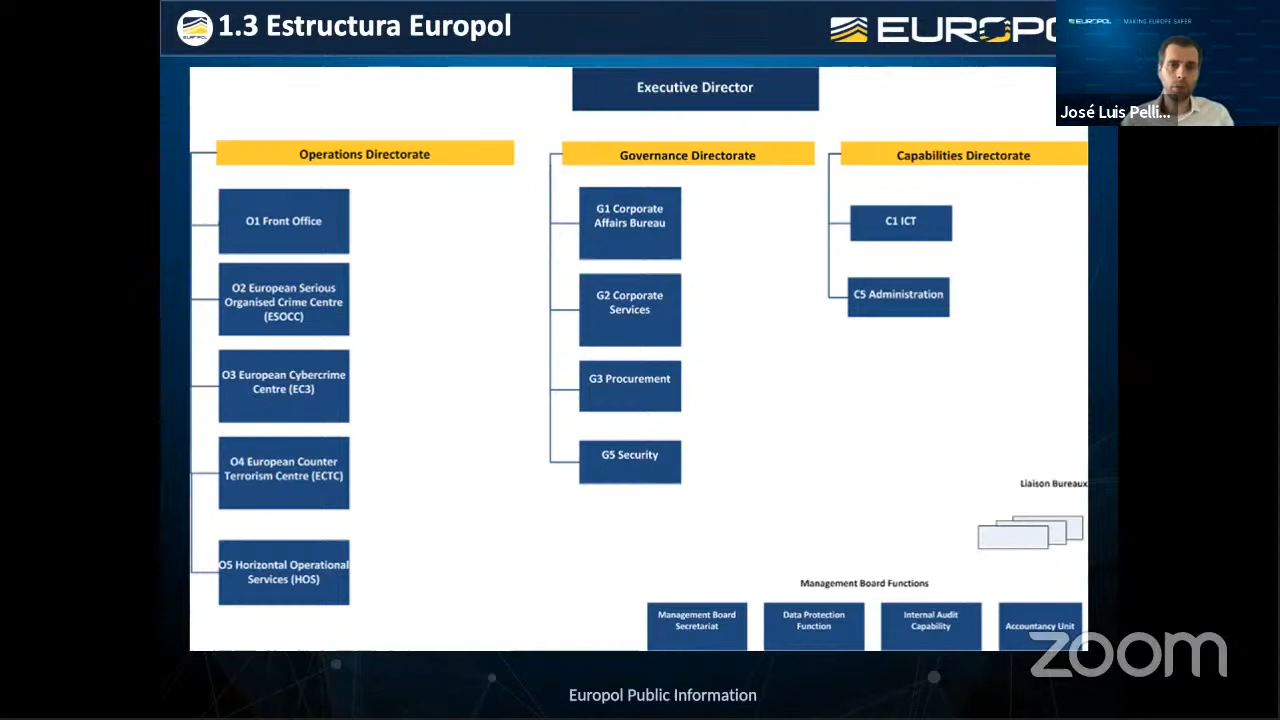 1.3 Estructura Europol
EUROPO
EUROPOL
MAKING EUROPE SAFER
José Luis Pelli...
Executive Director
Operations Directorate
Governance Directorate
Capabilities Directorate
O1 Front Office
O2 European Serious
Organised Crime Centre
(ESOCC)
O3 European Cybercrime
Centre (EC3)
O4 European Counter
Terrorism Centre (ECTC)
O5 Horizontal Operational
Services (HOS)
G1 Corporate
Affairs Bureau
G2 Corporate
Services
G3 Procurement
G5 Security
C1 ICT
C5 Administration
Liaison Bureaux
Management Board Functions
Management Board
Secretariat
Data Protection
Function
Internal Audit
Capability
Accountancy Unit
zoom
Europol Public Information